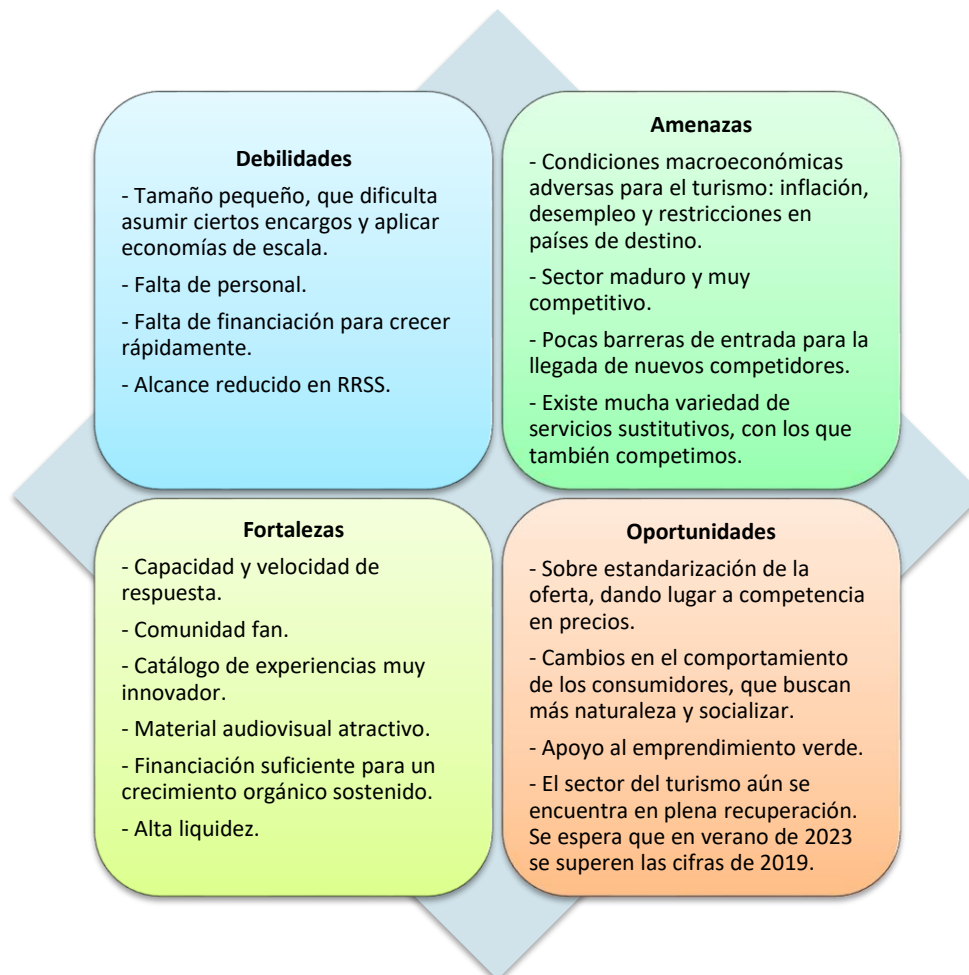 Debilidades
- Tamaño pequeño, que dificulta
asumir ciertos encargos y aplicar
economías de escala.
- Falta de personal.
- Falta de financiación para crecer
rápidamente.
- Alcance reducido en RRSS.
Amenazas
- Condiciones macroeconómicas
adversas para el turismo: inflación,
desempleo y restricciones en
países de destino.
- Sector maduro y muy
competitivo.
- Pocas barreras de entrada para la
llegada de nuevos competidores.
- Existe mucha variedad de
servicios sustitutivos, con los que
también competimos.
Fortalezas
- Capacidad y velocidad de
respuesta.
- Comunidad fan.
- Catálogo de experiencias muy
innovador.
- Material audiovisual atractivo.
- Financiación suficiente para un
crecimiento orgánico sostenido.
- Alta liquidez.
Oportunidades
- Sobre estandarización de la
oferta, dando lugar a competencia
en precios.
- Cambios en el comportamiento
de los consumidores, que buscan
más naturaleza y socializar.
- Apoyo al emprendimiento verde.
- El sector del turismo aún se
encuentra en plena recuperación.
Se espera que en verano de 2023
se superen las cifras de 2019.